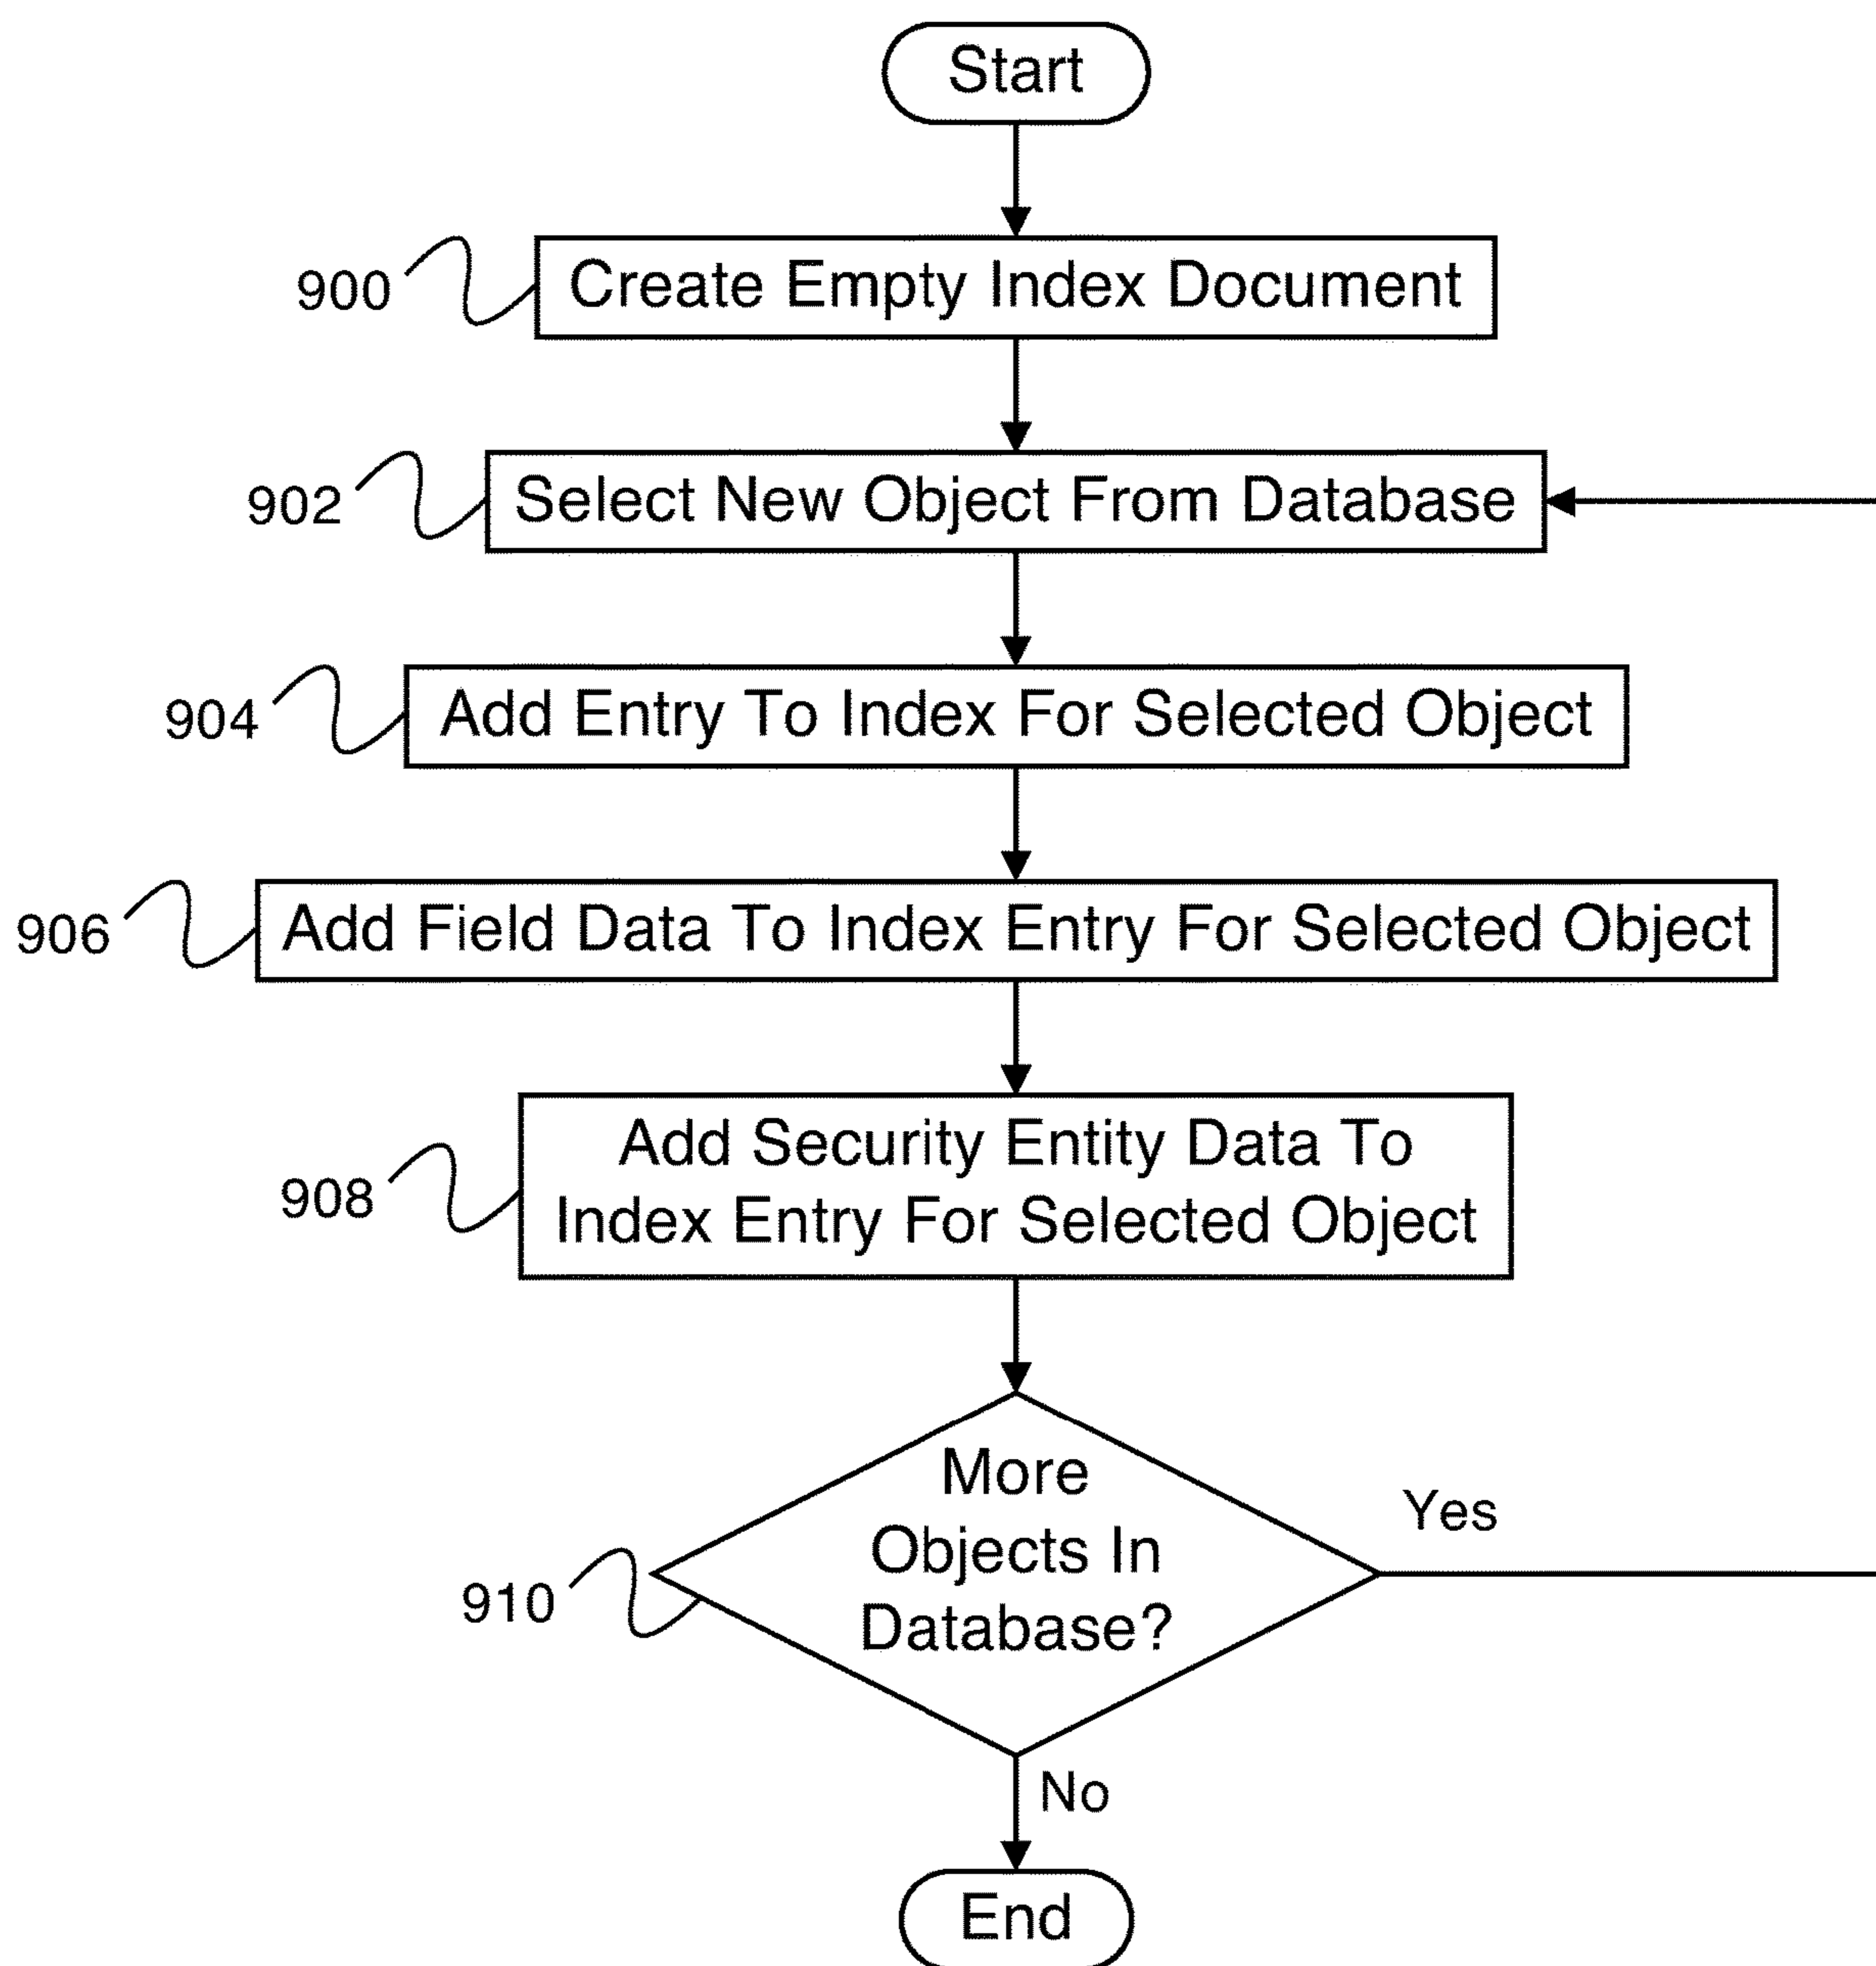 Start
900
Create Empty Index Document
902
Select New Object From Database
904
Add Entry To Index For Selected Object
906
Add Field Data To Index Entry For Selected Object
908
Add Security Entity Data To
Index Entry For Selected Object
910
More
Objects In
Database?
Yes
No
End